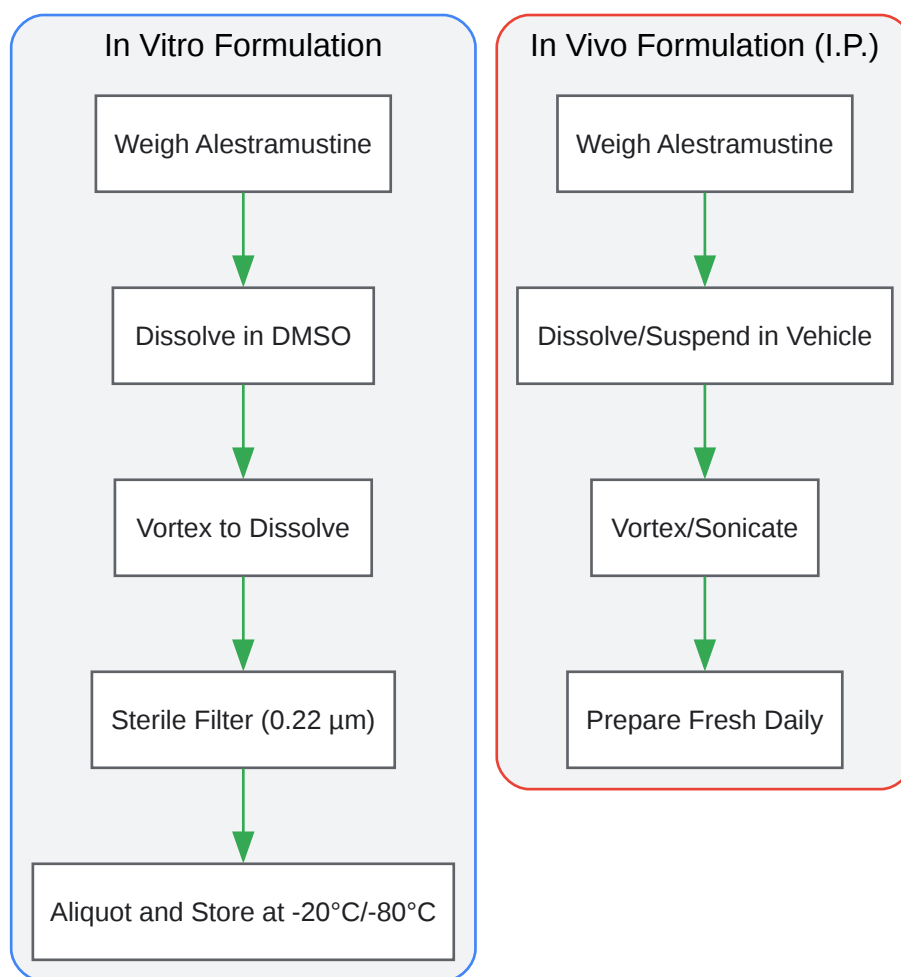 In Vitro Formulation
Weigh Alestramustine
Dissolve in DMSO
Vortex to Dissolve
Sterile Filter (0.22 µm)
Aliquot and Store at -20°C/-80°C
In Vivo Formulation (I.P.)
Weigh Alestramustine
Dissolve/Suspend in Vehicle
Vortex/Sonicate
Prepare Fresh Daily